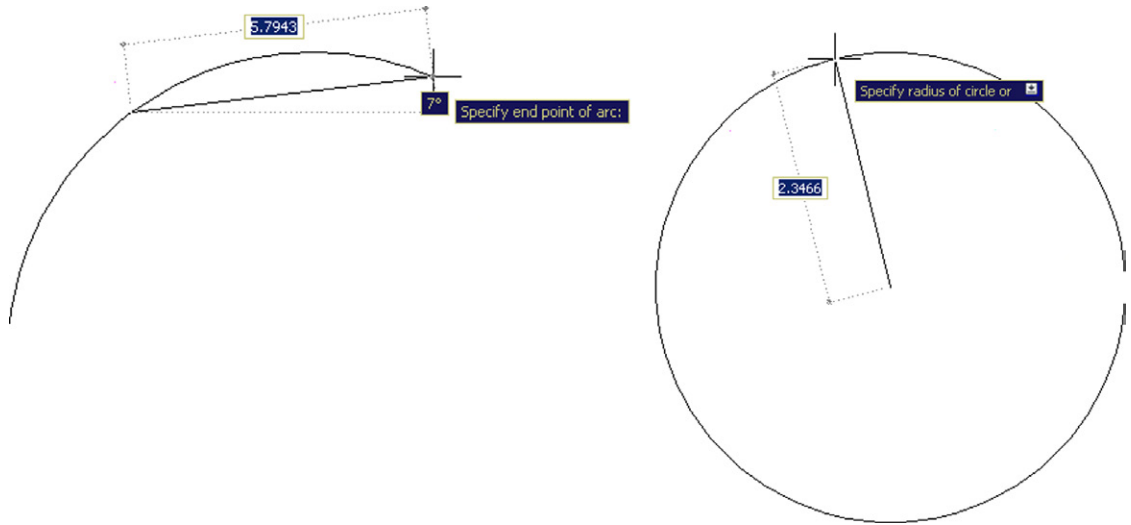 5.7943
7°
Specify end point of arc:
Specify radius of circle or
2.3466